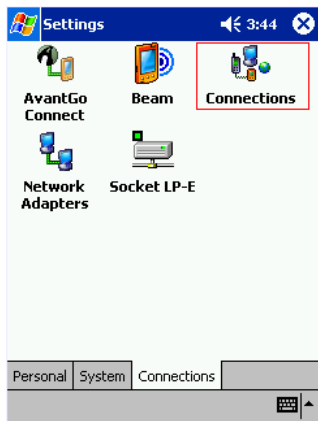 Settings 3:44
AvantGo Connect
Beam
Connections
Network Adapters
Socket LP-E
Personal System Connections